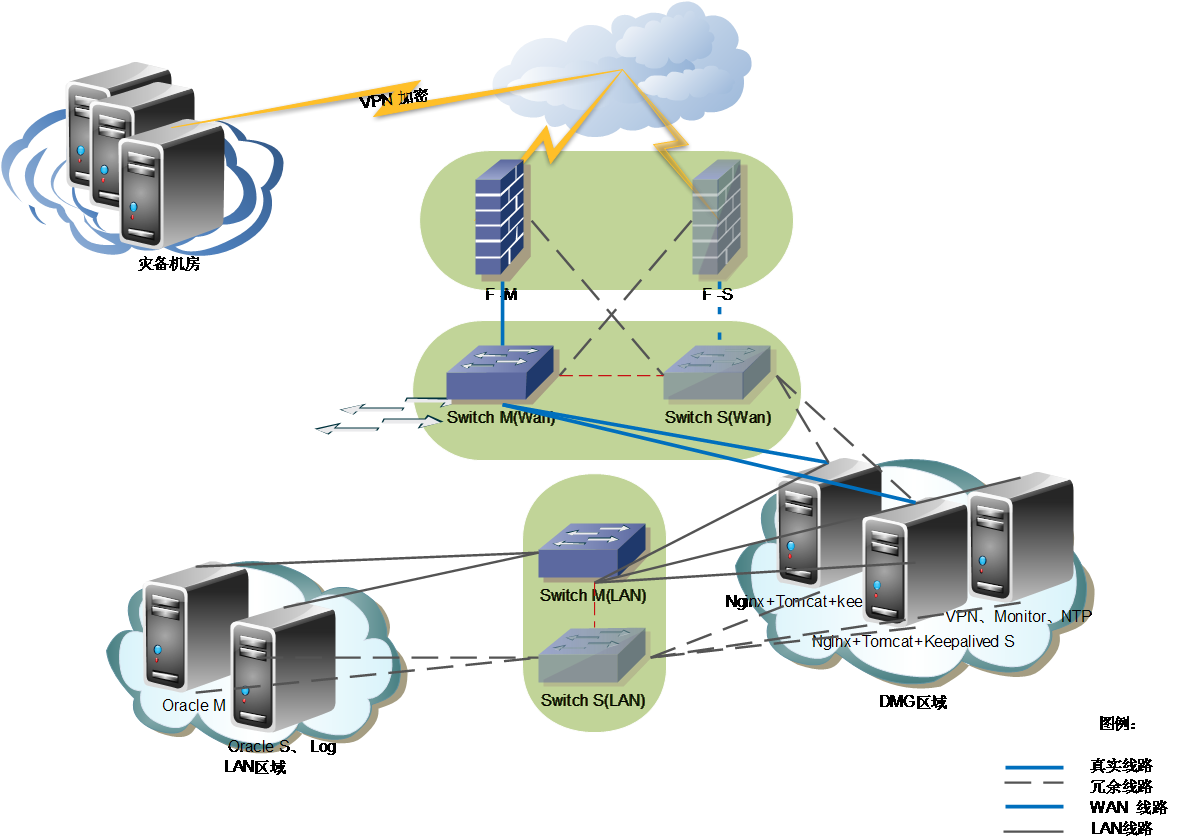 VPN 加密
灾备机房
F-M
F-S
Switch M(Wan)
Switch S(Wan)
Switch M(LAN)
Nginx+Tomcat+kee
VPN、Monitor、NTP
Nginx+Tomcat+Keepalived S
Switch S(LAN)
DMG区域
Oracle M
Oracle S、 Log
LAN区域
图例：
真实线路
冗余线路
WAN 线路
LAN线路